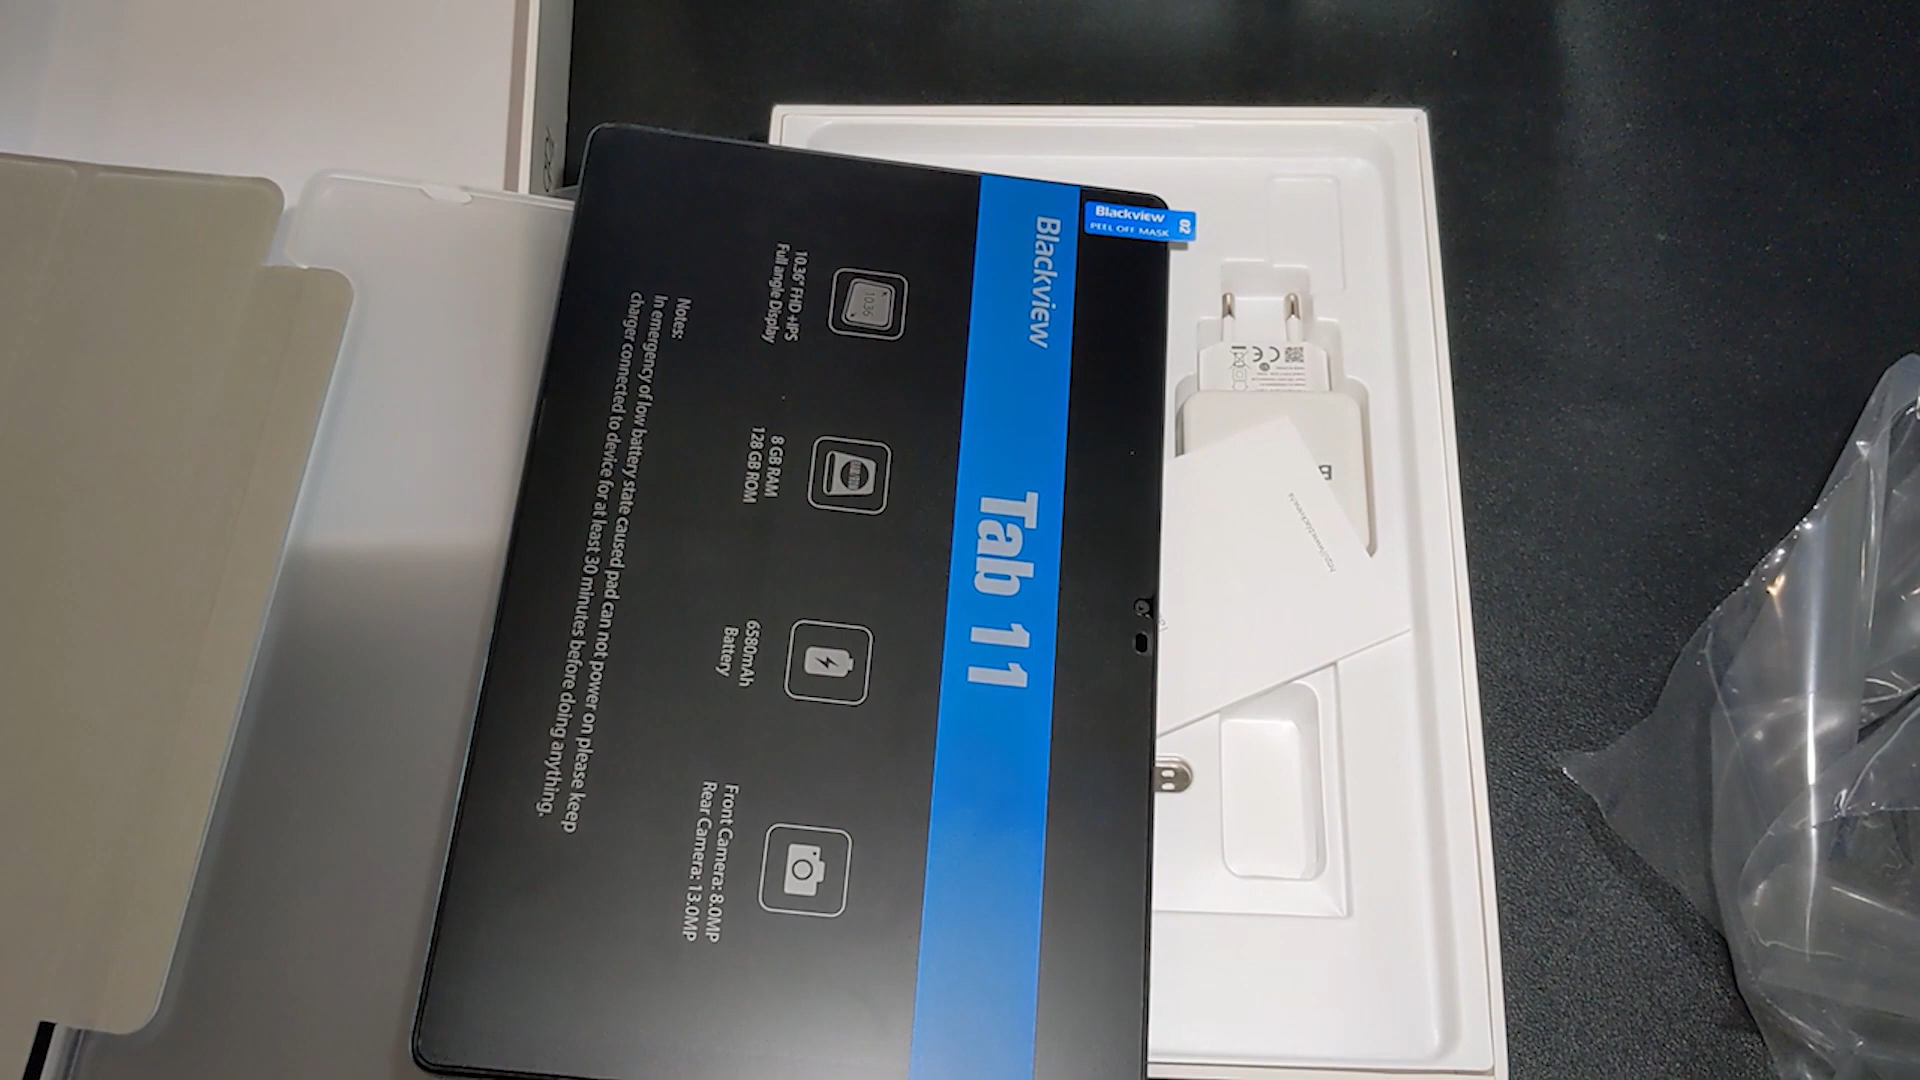 Blackview
PEEL OFF MASK
02
Blackview
Tab 11
10.36
10.36" FHD+IPS
Full angle Display
8 GB RAM
128 GB ROM
6580mAh
Battery
Front Camera: 8.0MP
Rear Camera: 13.0MP
Notes:
In emergency of low battery state caused pad can not power on please keep
charger connected to device for at least 30 minutes before doing anything.
CE